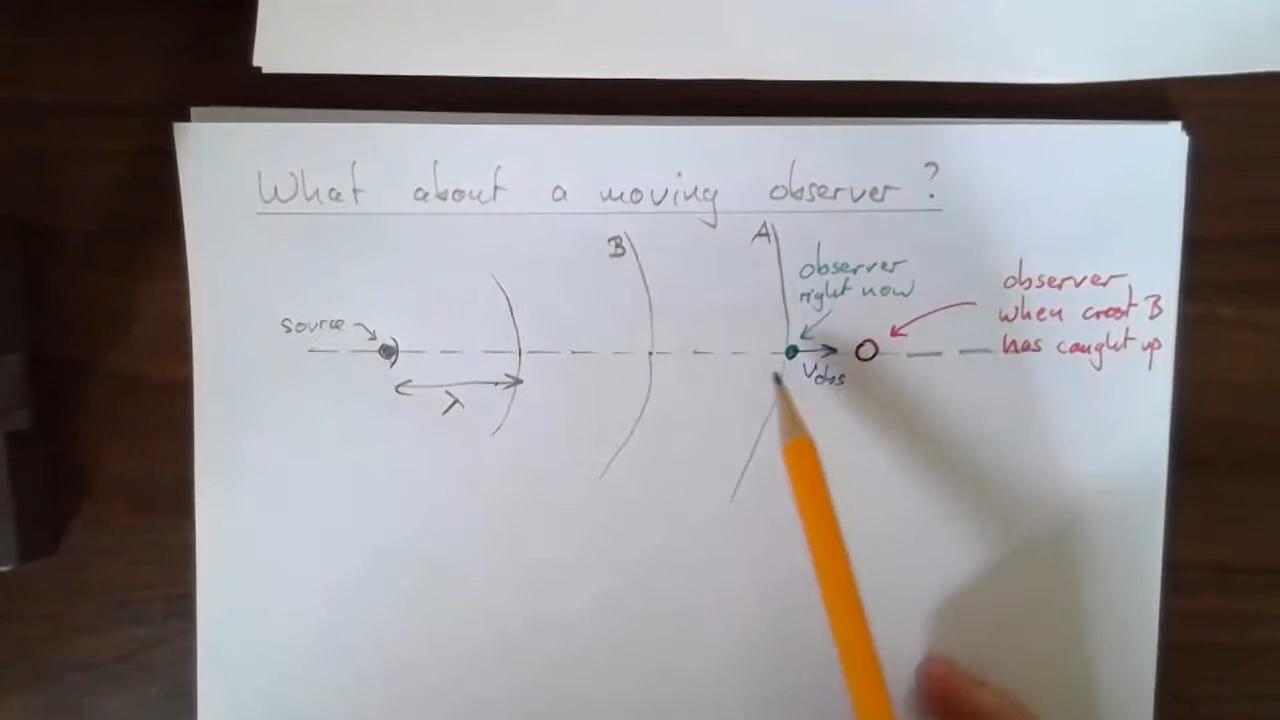 What about a moving observer?
B
A
observer
right now
observer
when crest B
has caught up
source
λ
vobs